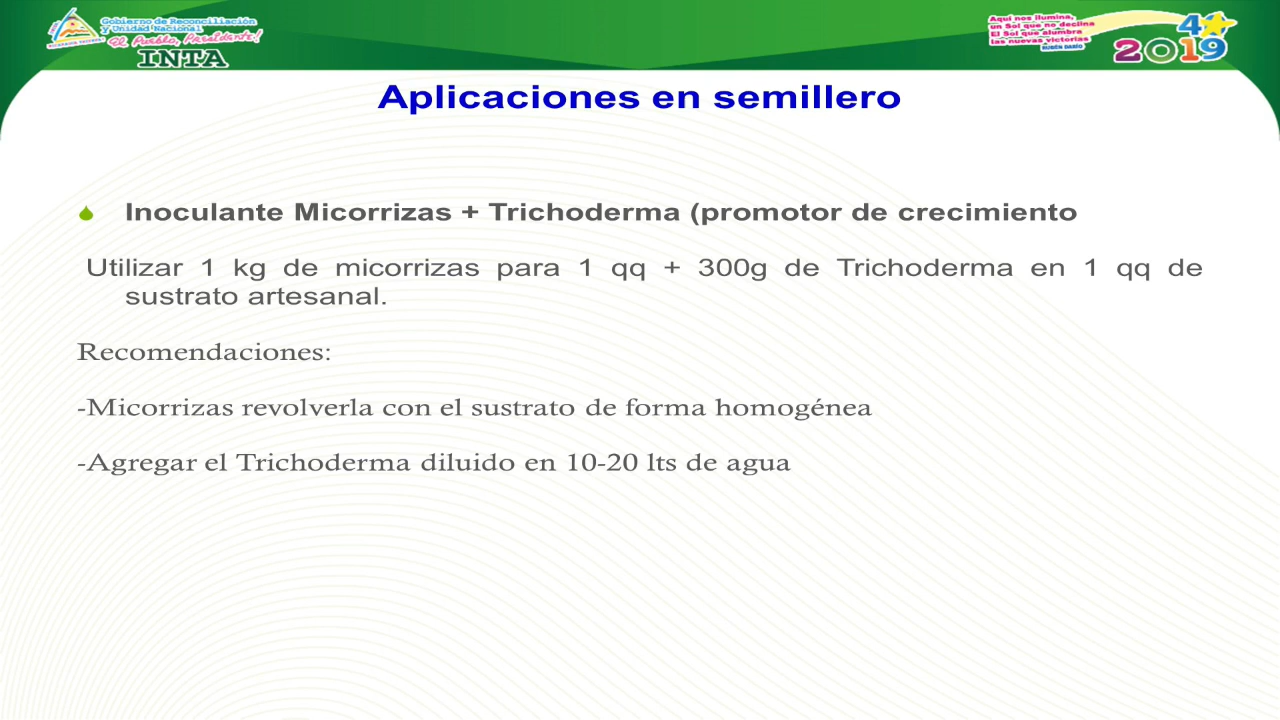 Gobierno de Reconciliación
y Unidad Nacional
El Pueblo, Presidente!
INTA
Aquí nos ilumina,
un Sol que no declina
El Sol que alumbra
las nuevas victorias
RUBÉN DARÍO
40
2019
Aplicaciones en semillero
Inoculante Micorrizas + Trichoderma (promotor de crecimiento
Utilizar 1 kg de micorrizas para 1 qq + 300g de Trichoderma en 1 qq de
sustrato artesanal.
Recomendaciones:
-Micorrizas revolverla con el sustrato de forma homogénea
-Agregar el Trichoderma diluido en 10-20 lts de agua